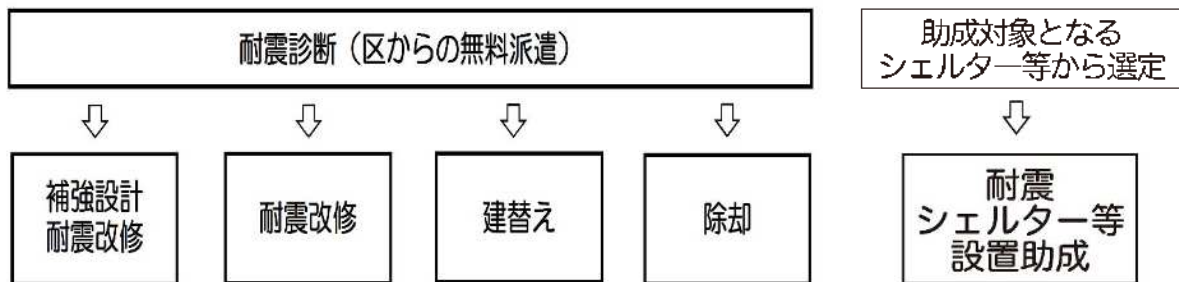 耐震診断（区からの無料派遣）
助成対象となる
シェルター等から選定
補強設計
耐震改修
耐震改修
建替え
除却
耐震
シェルター等
設置助成